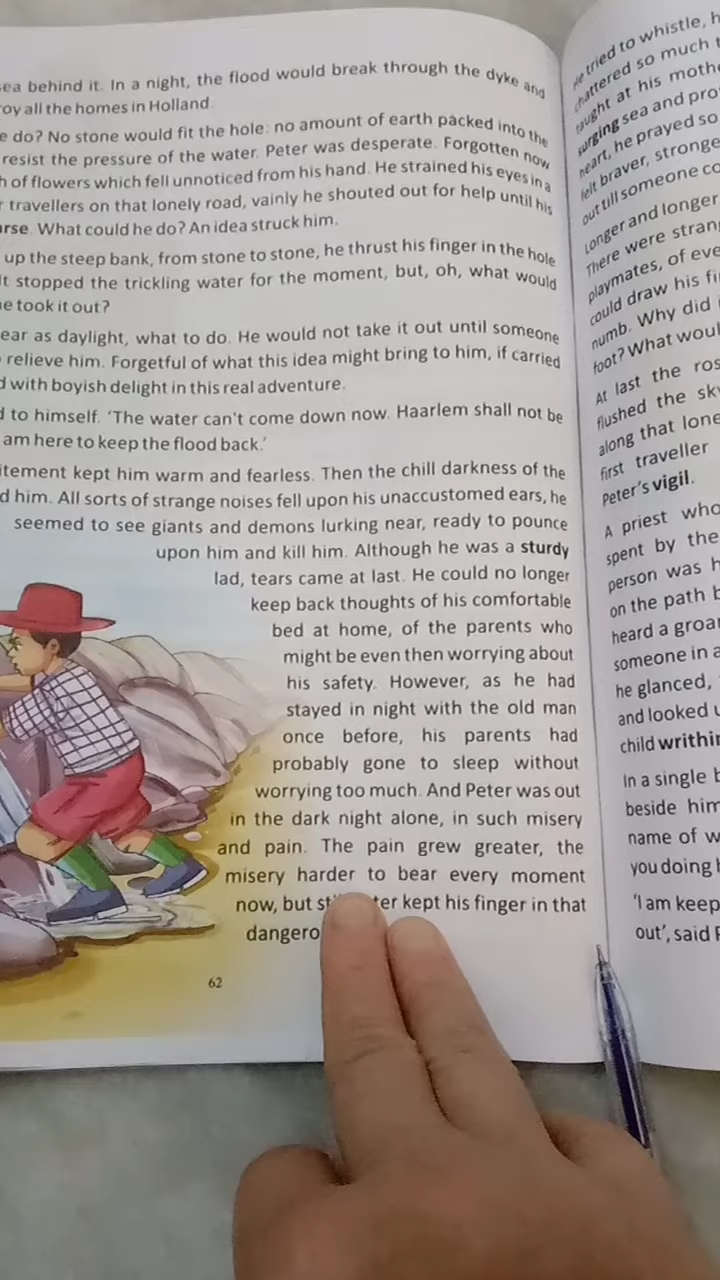 sea behind it. In a night, the flood would break through the dyke and
roy all the homes in Holland.
e do? No stone would fit the hole: no amount of earth packed into the
resist the pressure of the water. Peter was desperate. Forgotten now
h of flowers which fell unnoticed from his hand. He strained his eyes in a
r travellers on that lonely road, vainly he shouted out for help until his
arse. What could he do? An idea struck him.
up the steep bank, from stone to stone, he thrust his finger in the hole
It stopped the trickling water for the moment, but, oh, what would
he took it out?
ear as daylight, what to do. He would not take it out until someone
relieve him. Forgetful of what this idea might bring to him, if carried
d with boyish delight in this real adventure.
d to himself. 'The water can't come down now. Haarlem shall not be
am here to keep the flood back.'
itement kept him warm and fearless. Then the chill darkness of the
d him. All sorts of strange noises fell upon his unaccustomed ears, he
seemed to see giants and demons lurking near, ready to pounce
upon him and kill him. Although he was a sturdy
lad, tears came at last. He could no longer
keep back thoughts of his comfortable
bed at home, of the parents who
might be even then worrying about
his safety. However, as he had
stayed in night with the old man
once before, his parents had
probably gone to sleep without
worrying too much. And Peter was out
in the dark night alone, in such misery
and pain. The pain grew greater, the
misery harder to bear every moment
now, but st ter kept his finger in that
dangero
62
He tried to whistle, h
chattered so much t
taught at his moth
surging sea and pro
heart, he prayed so
felt braver, stronge
out till someone co
Longer and longer
There were stran
playmates, of eve
could draw his fi
numb. Why did
foot? What woul
At last the ros
flushed the sk
along that lone
first traveller
Peter's vigil.
A priest who
spent by the
person was h
on the path b
heard a groa
someone in a
he glanced,
and looked u
child writhin
In a single b
beside him
name of w
you doing h
'I am keep
out', said P